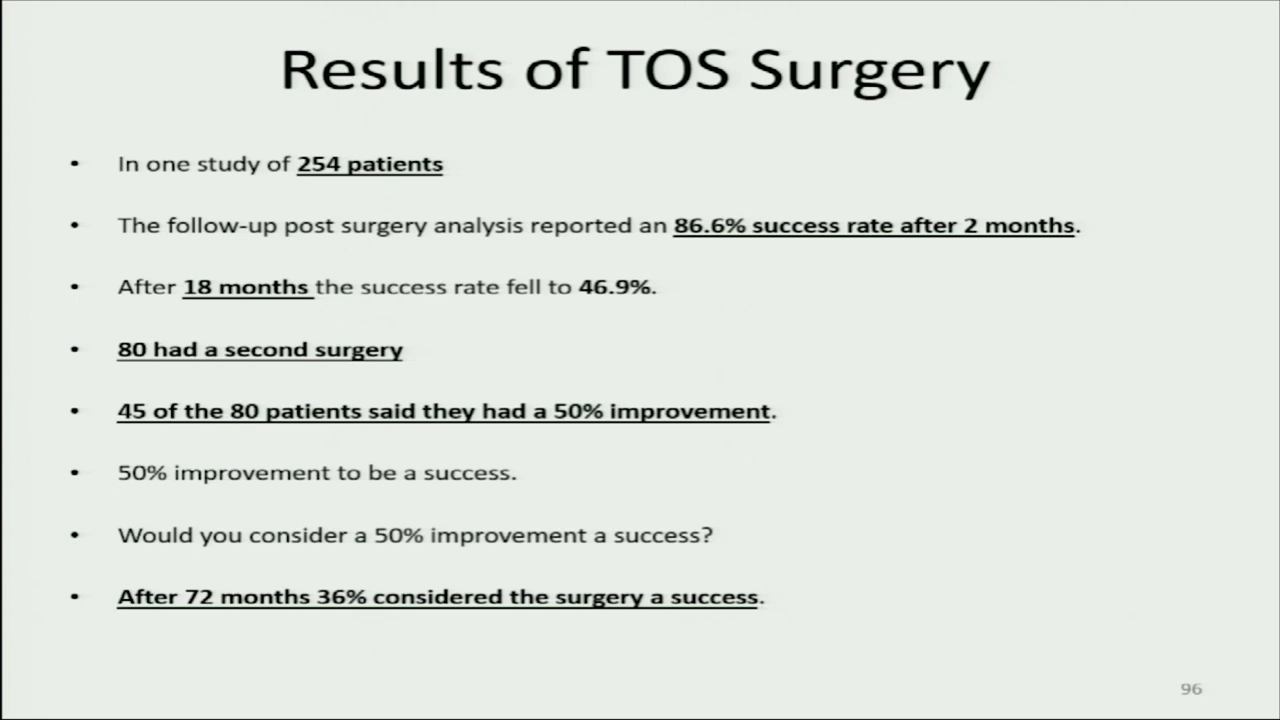 Results of TOS Surgery
• In one study of 254 patients
• The follow-up post surgery analysis reported an 86.6% success rate after 2 months.
• After 18 months the success rate fell to 46.9%.
• 80 had a second surgery
• 45 of the 80 patients said they had a 50% improvement.
• 50% improvement to be a success.
• Would you consider a 50% improvement a success?
• After 72 months 36% considered the surgery a success.
96